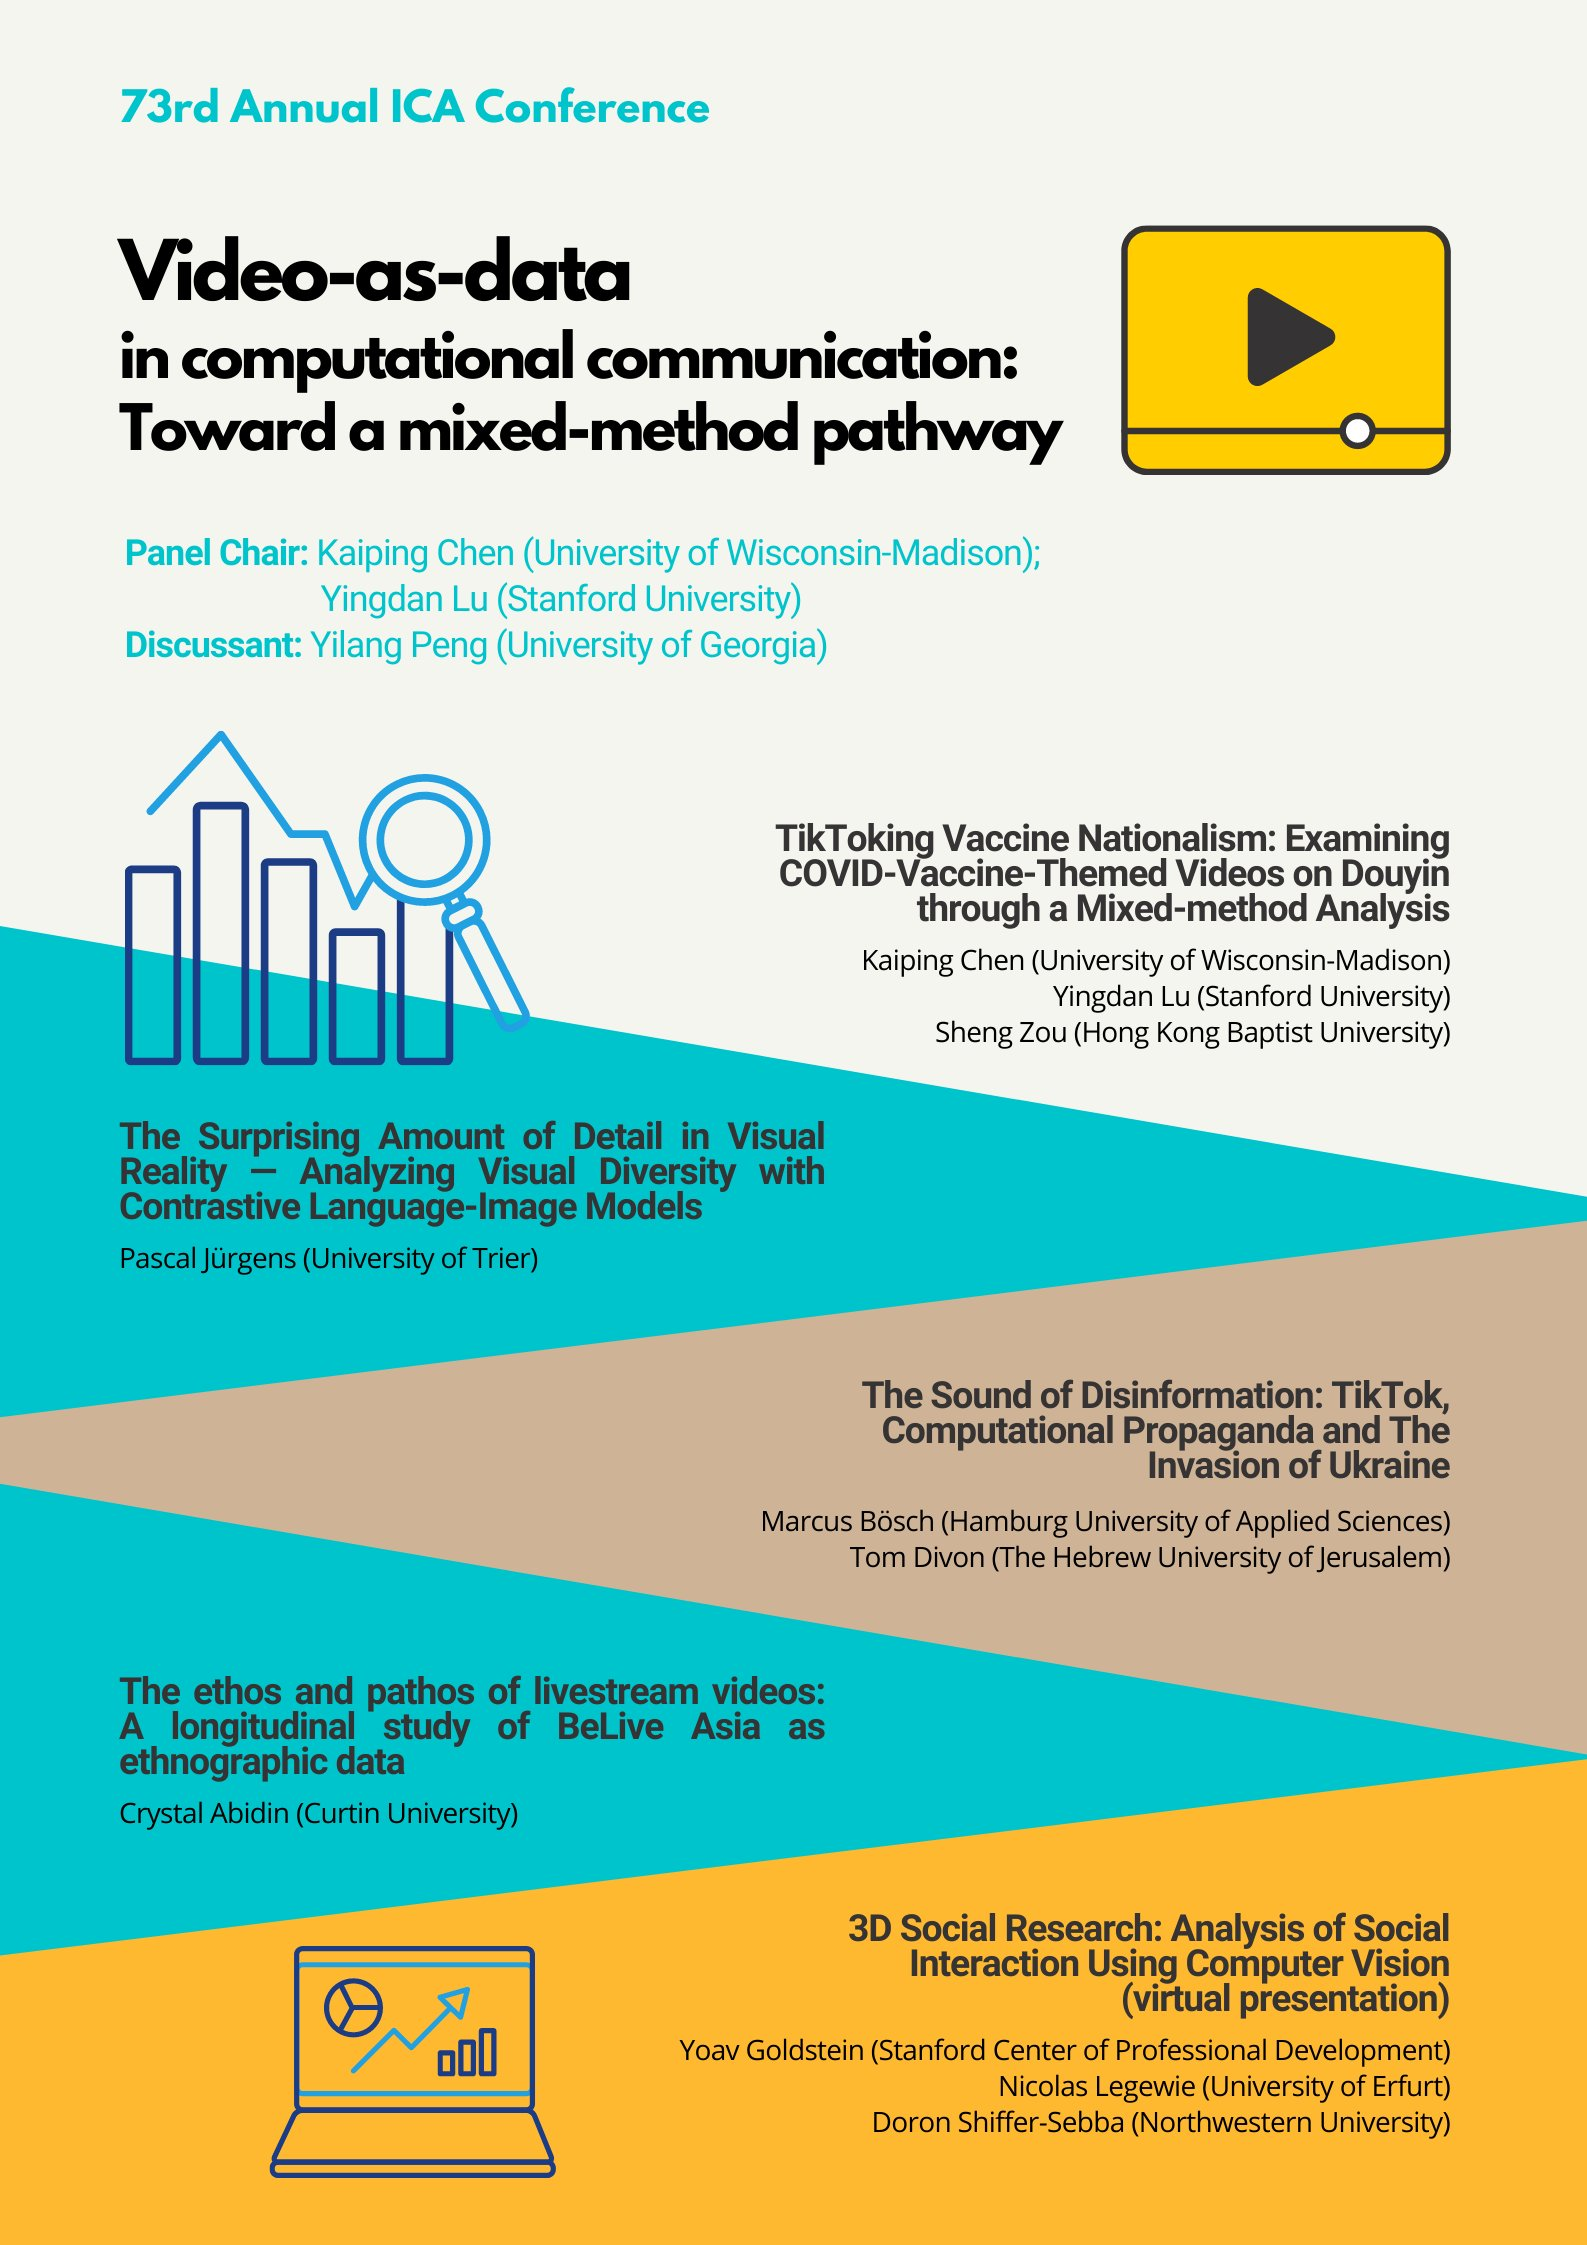 73rd Annual ICA Conference
Video-as-data
in computational communication:
Toward a mixed-method pathway
Panel Chair: Kaiping Chen (University of Wisconsin-Madison);
Yingdan Lu (Stanford University)
Discussant: Yilang Peng (University of Georgia)
TikToking Vaccine Nationalism: Examining
COVID-Vaccine-Themed Videos on Douyin
through a Mixed-method Analysis
Kaiping Chen (University of Wisconsin-Madison)
Yingdan Lu (Stanford University)
Sheng Zou (Hong Kong Baptist University)
The Surprising Amount of Detail in Visual
Reality — Analyzing Visual Diversity with
Contrastive Language-Image Models
Pascal Jürgens (University of Trier)
The Sound of Disinformation: TikTok,
Computational Propaganda and The
Invasion of Ukraine
Marcus Bösch (Hamburg University of Applied Sciences)
Tom Divon (The Hebrew University of Jerusalem)
The ethos and pathos of livestream videos:
A longitudinal study of BeLive Asia as
ethnographic data
Crystal Abidin (Curtin University)
3D Social Research: Analysis of Social
Interaction Using Computer Vision
(virtual presentation)
Yoav Goldstein (Stanford Center of Professional Development)
Nicolas Legewie (University of Erfurt)
Doron Shiffer-Sebba (Northwestern University)